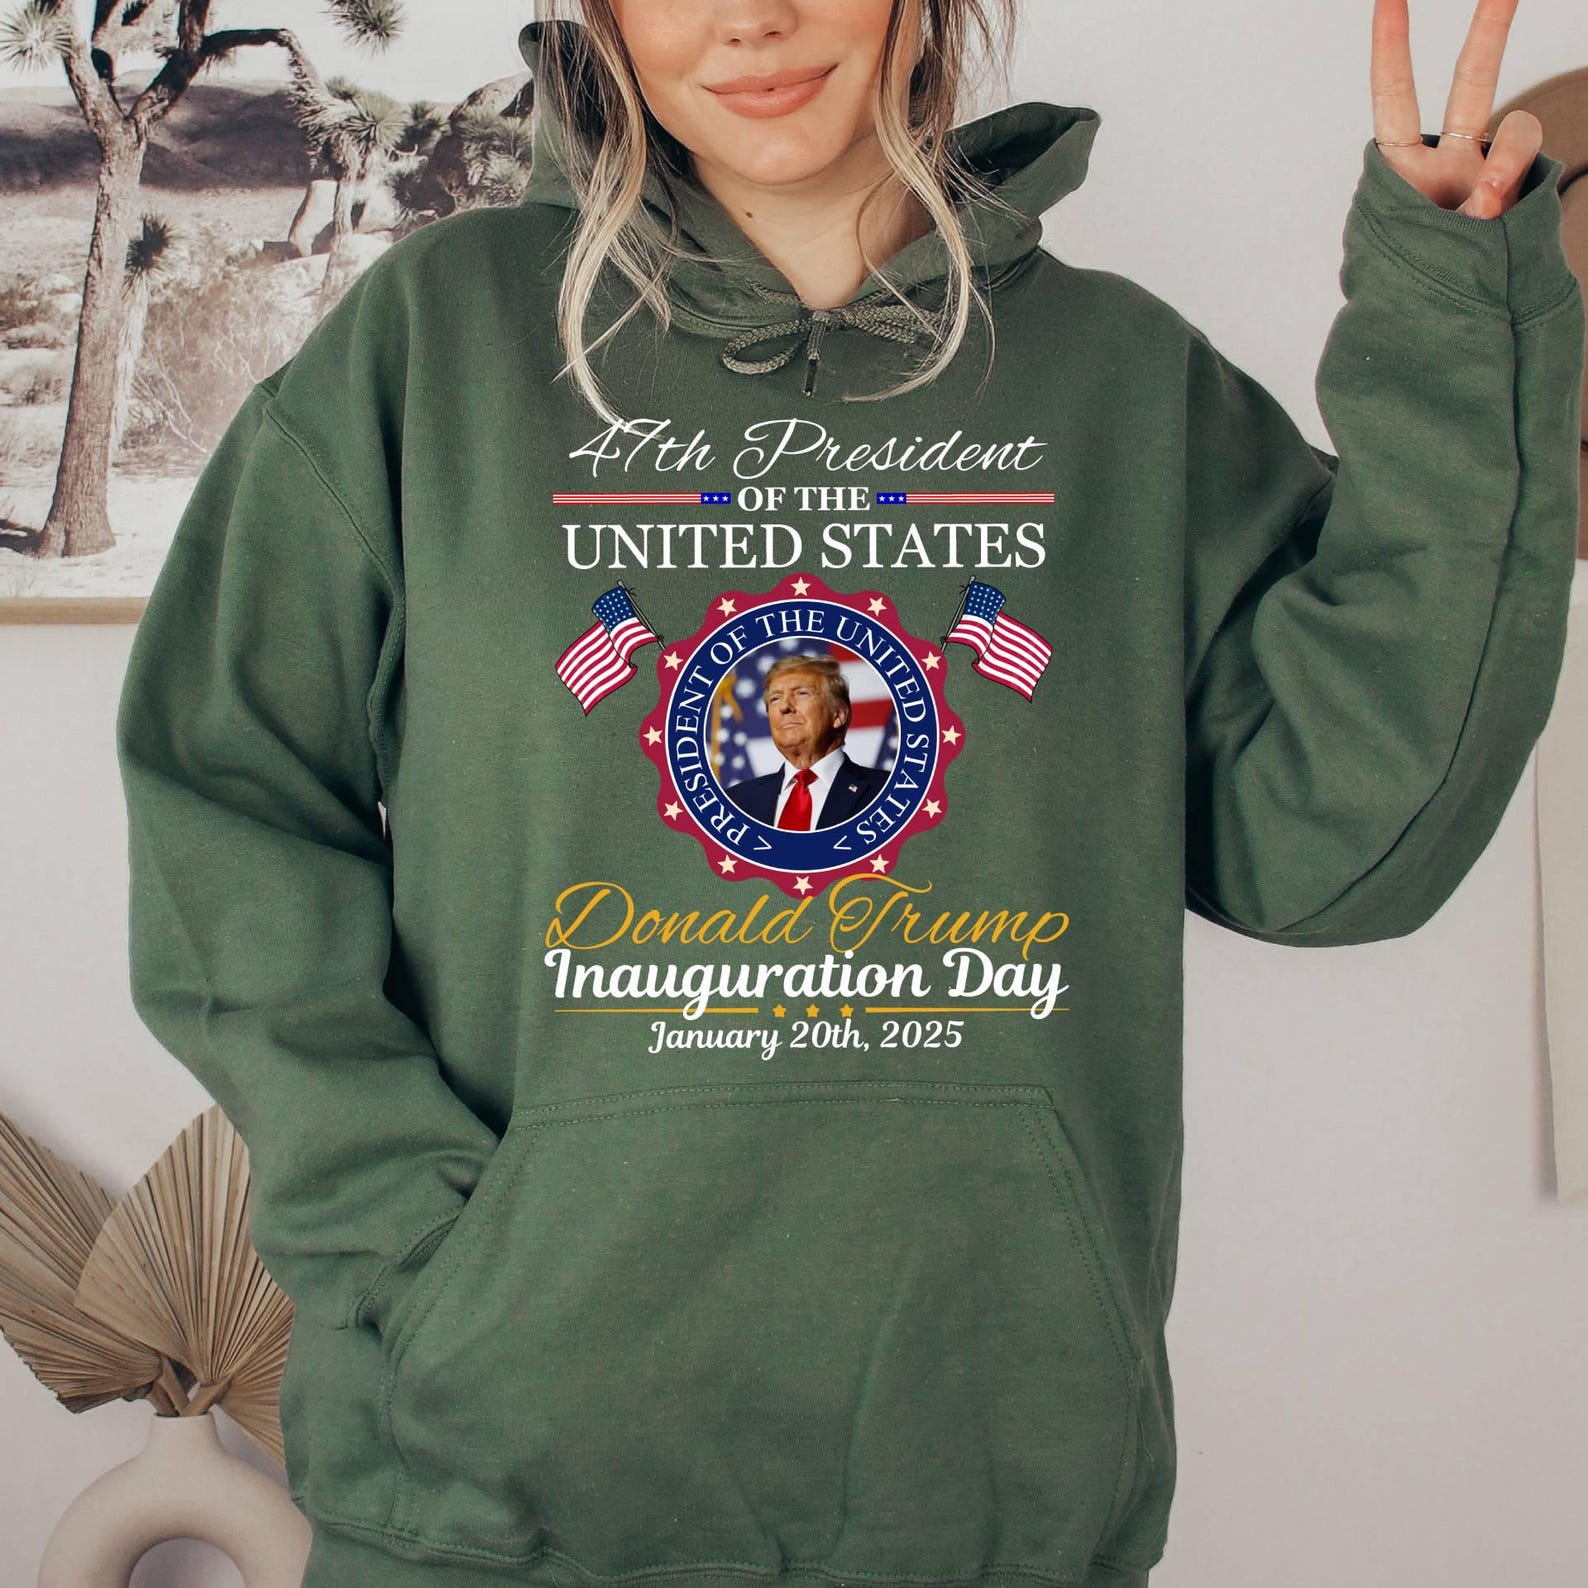 47th President
OF THE
UNITED STATES
< PRESIDENT OF THE UNITED STATES >
Donald Trump
Inauguration Day
January 20th, 2025